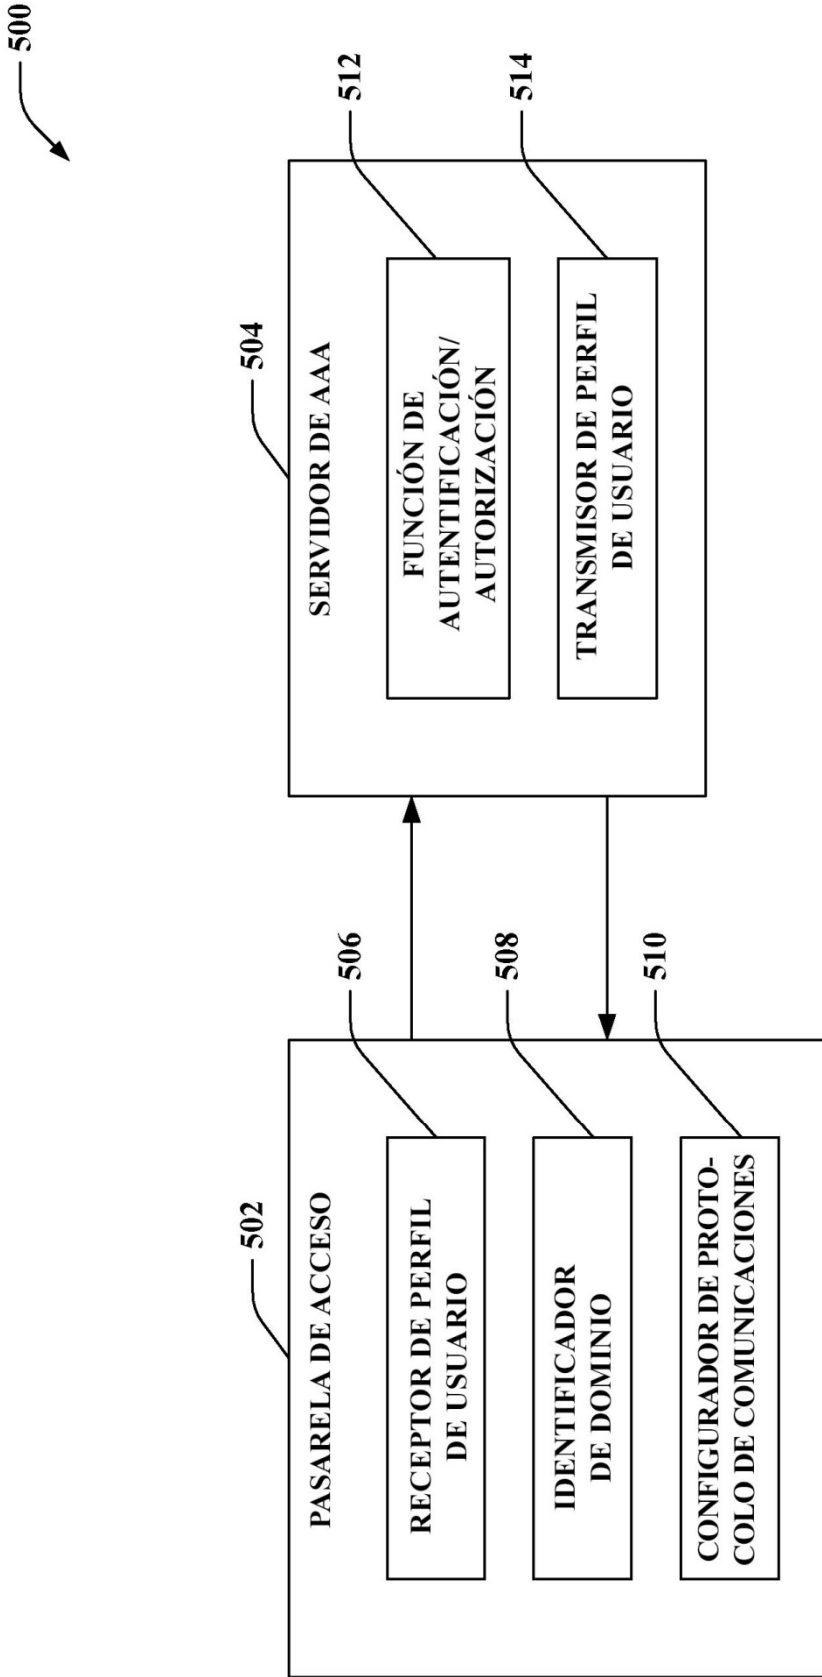 500
502
PASARELA DE ACCESO
506
RECEPTOR DE PERFIL
DE USUARIO
508
IDENTIFICADOR
DE DOMINIO
510
CONFIGURADOR DE PROTO-
COLO DE COMUNICACIONES
504
SERVIDOR DE AAA
512
FUNCIÓN DE
AUTENTIFICACIÓN/
AUTORIZACIÓN
514
TRANSMISOR DE PERFIL
DE USUARIO